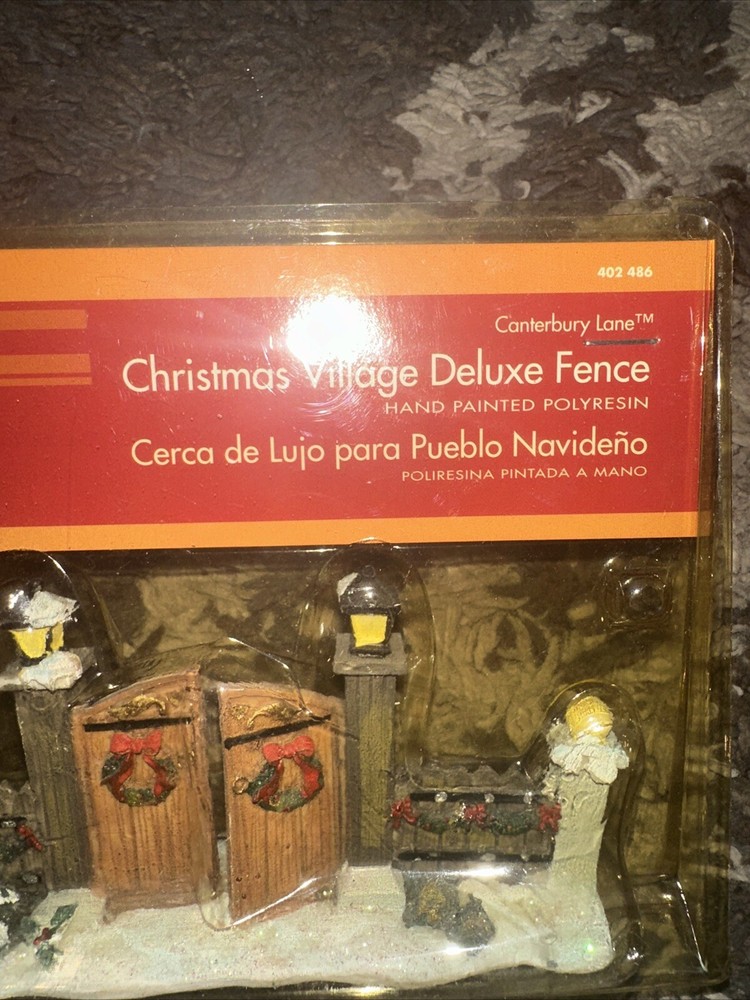 402 486
Canterbury Lane™
Christmas Village Deluxe Fence
HAND PAINTED POLYRESIN
Cerca de Lujo para Pueblo Navideño
POLIRESINA PINTADA A MANO